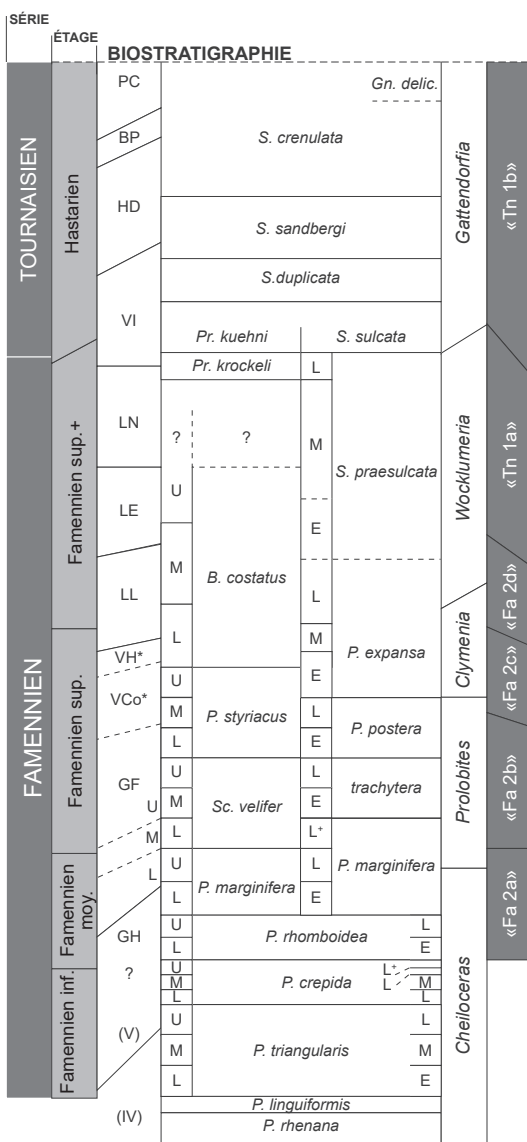 SÉRIE
ÉTAGE
BIOSTRATIGRAPHIE
TOURNAISIEN
FAMENNIEN
Hastarien
Famennien sup.+
Famennien sup.
Famennien
moy.
Famennien inf.
PC
BP
HD
VI
LN
LE
LL
VH*
VCo*
GF
U
M
L
GH
?
(V)
(IV)
Gn. delic.
S. crenulata
S. sandbergi
S.duplicata
Pr. kuehni
S. sulcata
Pr. krockeli
L
?
?
U
M
L
B. costatus
M
E
S. praesulcata
L
M
E
P. expansa
U
M
L
P. styriacus
L
E
P. postera
U
M
L
Sc. velifer
L
E
trachytera
L+
U
L
P. marginifera
L
E
P. marginifera
U
L
P. rhomboidea
L
E
U
M
L
P. crepida
L+
L
M
L
U
M
L
P. triangularis
L
M
E
P. linguiformis
P. rhenana
Gattendorfia
Wocklumeria
Clymenia
Prolobites
Cheiloceras
«Tn 1b»
«Tn 1a»
«Fa 2d»
«Fa 2c»
«Fa 2b»
«Fa 2a»